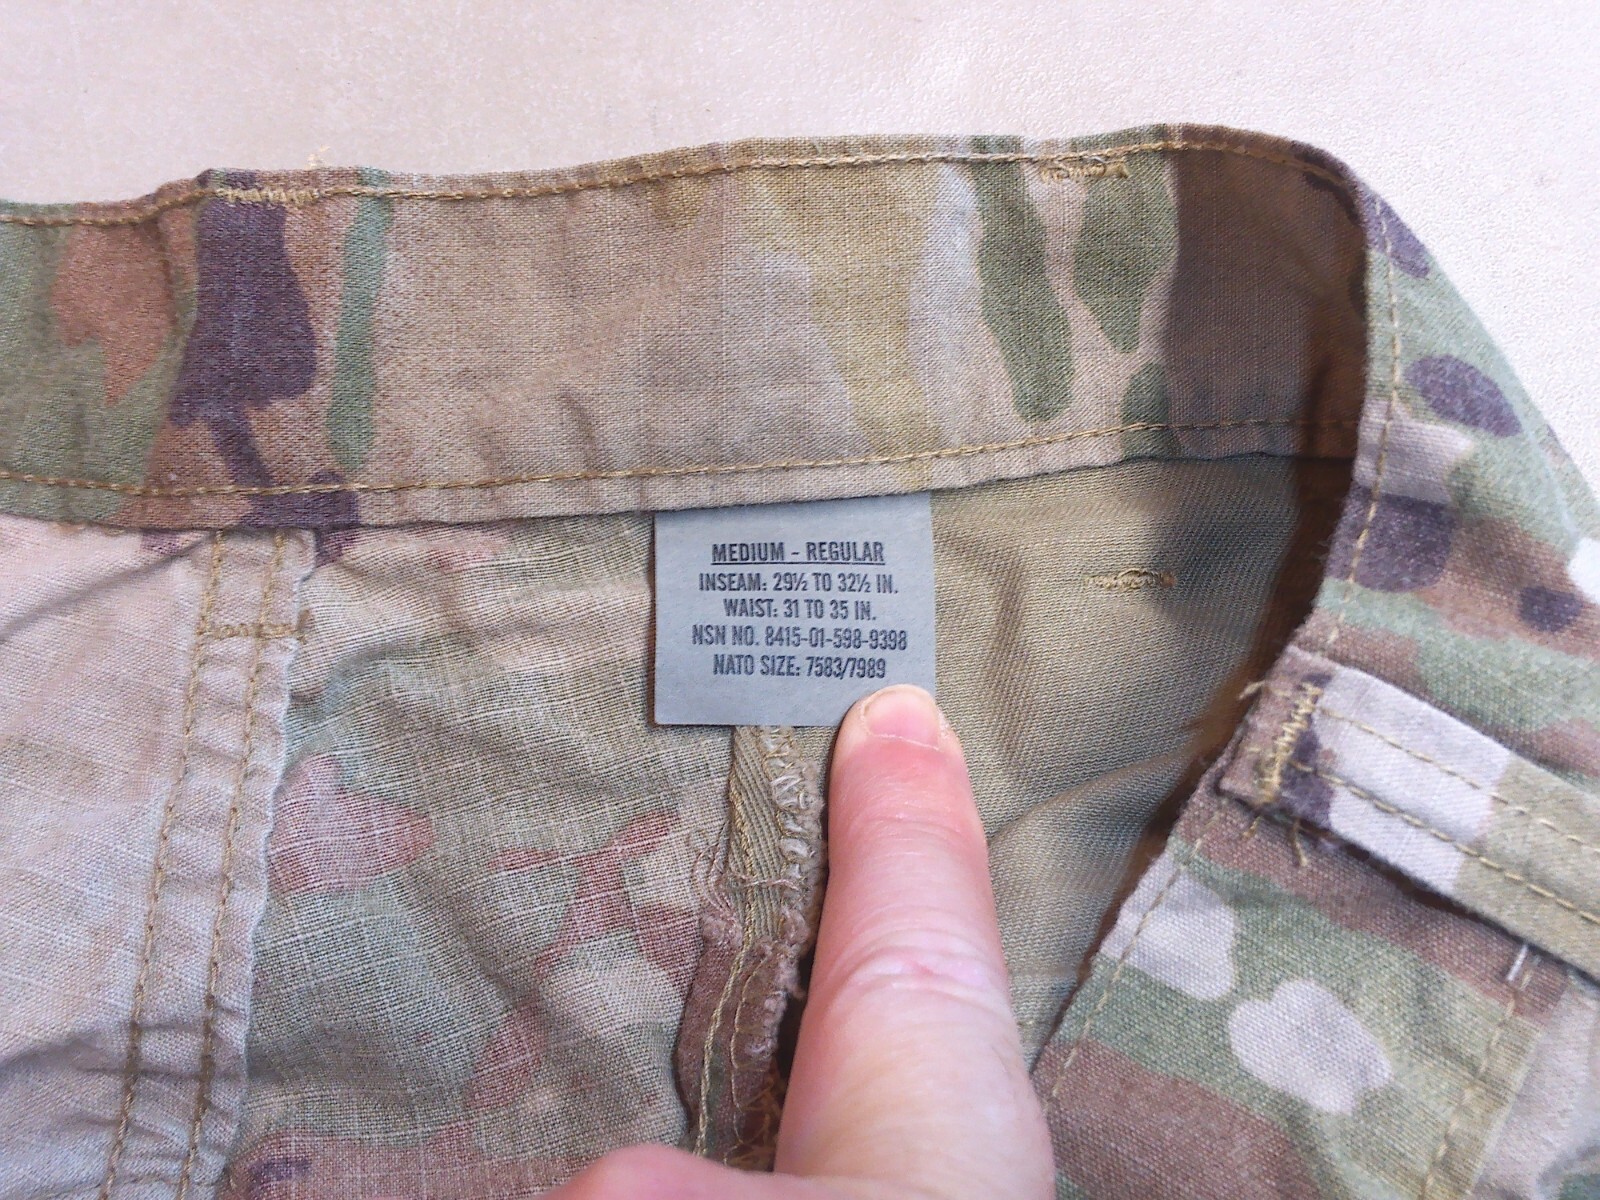 MEDIUM - REGULAR
INSEAM: 29½ TO 32½ IN.
WAIST: 31 TO 35 IN.
NSN NO. 8415-01-598-9398
NATO SIZE: 7583/7989